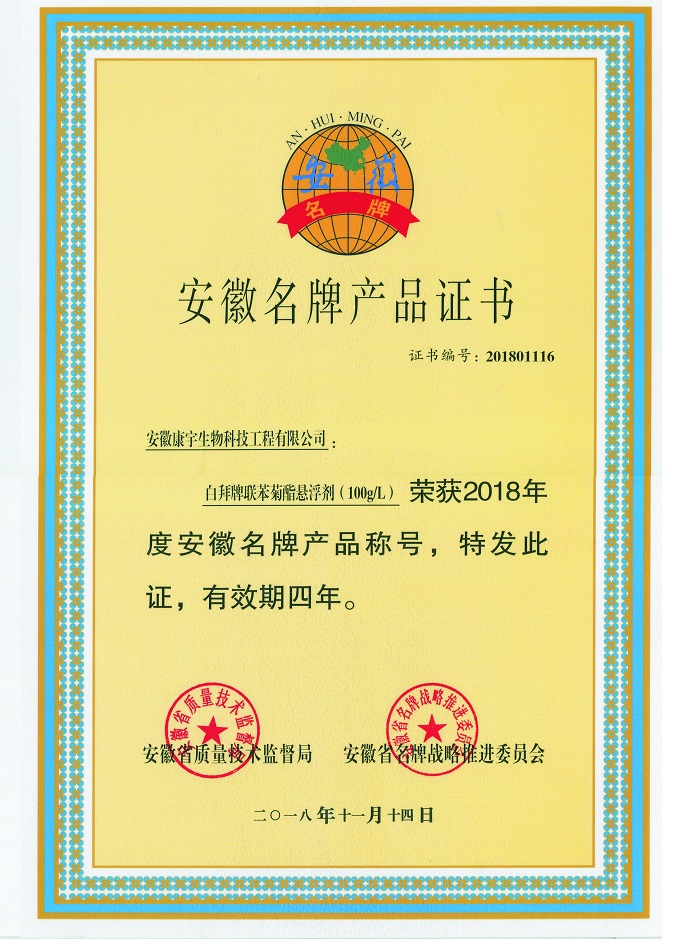 AN·HUI·MING·PAI
安徽
名牌
安徽名牌产品证书
证书编号：201801116
安徽康宇生物科技工程有限公司：
白拜牌联苯菊酯悬浮剂（100g/L）荣获2018年
度安徽名牌产品称号，特发此
证，有效期四年。
安徽省质量技术监督局
安徽省名牌战略推进委员会
安徽省质量技术监督局 安徽省名牌战略推进委员会
二〇一八年十一月十四日